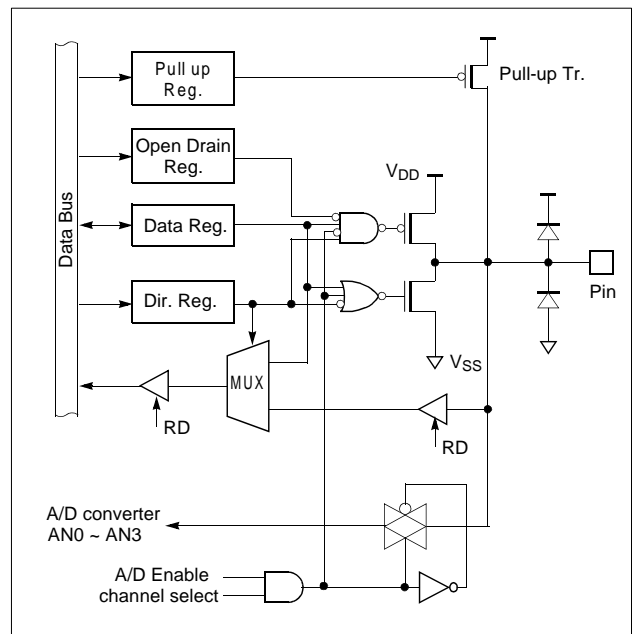 Pull up
Reg.
Pull-up Tr.
Open Drain
Reg.
VDD
Data Bus
Data Reg.
Dir. Reg.
Pin
VSS
MUX
RD
RD
A/D converter
AN0 ~ AN3
A/D Enable
channel select